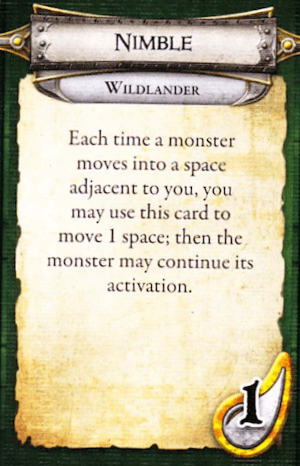 NIMBLE
WILDLANDER
Each time a monster
moves into a space
adjacent to you, you
may use this card to
move 1 space; then the
monster may continue its
activation.
1